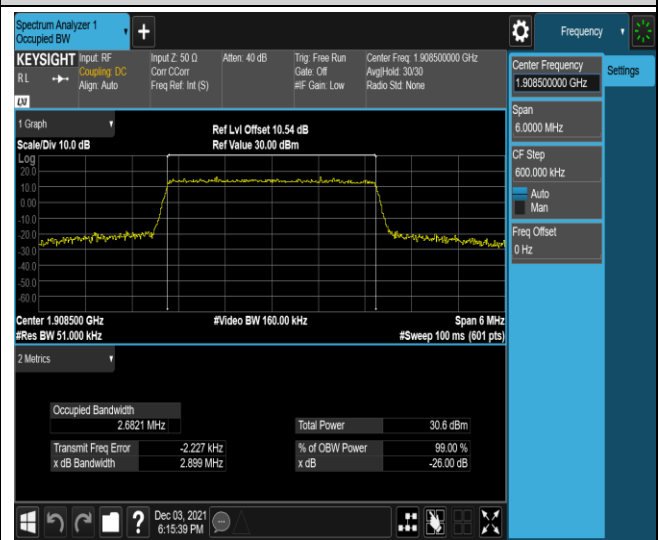 Spectrum Analyzer 1
Occupied BW
+
Frequency
KEYSIGHT
RL
LXI
Input: RF
Coupling: DC
Align: Auto
Input Z: 50 Ω
Corr CCorr
Freq Ref: Int (S)
Atten: 40 dB
Trig: Free Run
Gate: Off
#IF Gain: Low
Center Freq: 1.908500000 GHz
Avg|Hold: 30/30
Radio Std: None
Center Frequency
1.908500000 GHz
Settings
Span
6.0000 MHz
CF Step
600.000 kHz
Auto
Man
Freq Offset
0 Hz
1 Graph
Scale/Div 10.0 dB
Ref Lvl Offset 10.54 dB
Ref Value 30.00 dBm
Log
20.0
10.0
0.00
-10.0
-20.0
-30.0
-40.0
-50.0
-60.0
Center 1.908500 GHz
#Video BW 160.00 kHz
Span 6 MHz
#Res BW 51.000 kHz
#Sweep 100 ms (601 pts)
2 Metrics
Occupied Bandwidth
2.6821 MHz
Total Power 30.6 dBm
Transmit Freq Error -2.227 kHz
% of OBW Power 99.00 %
x dB Bandwidth 2.899 MHz
x dB -26.00 dB
?
Dec 03, 2021
6:15:39 PM